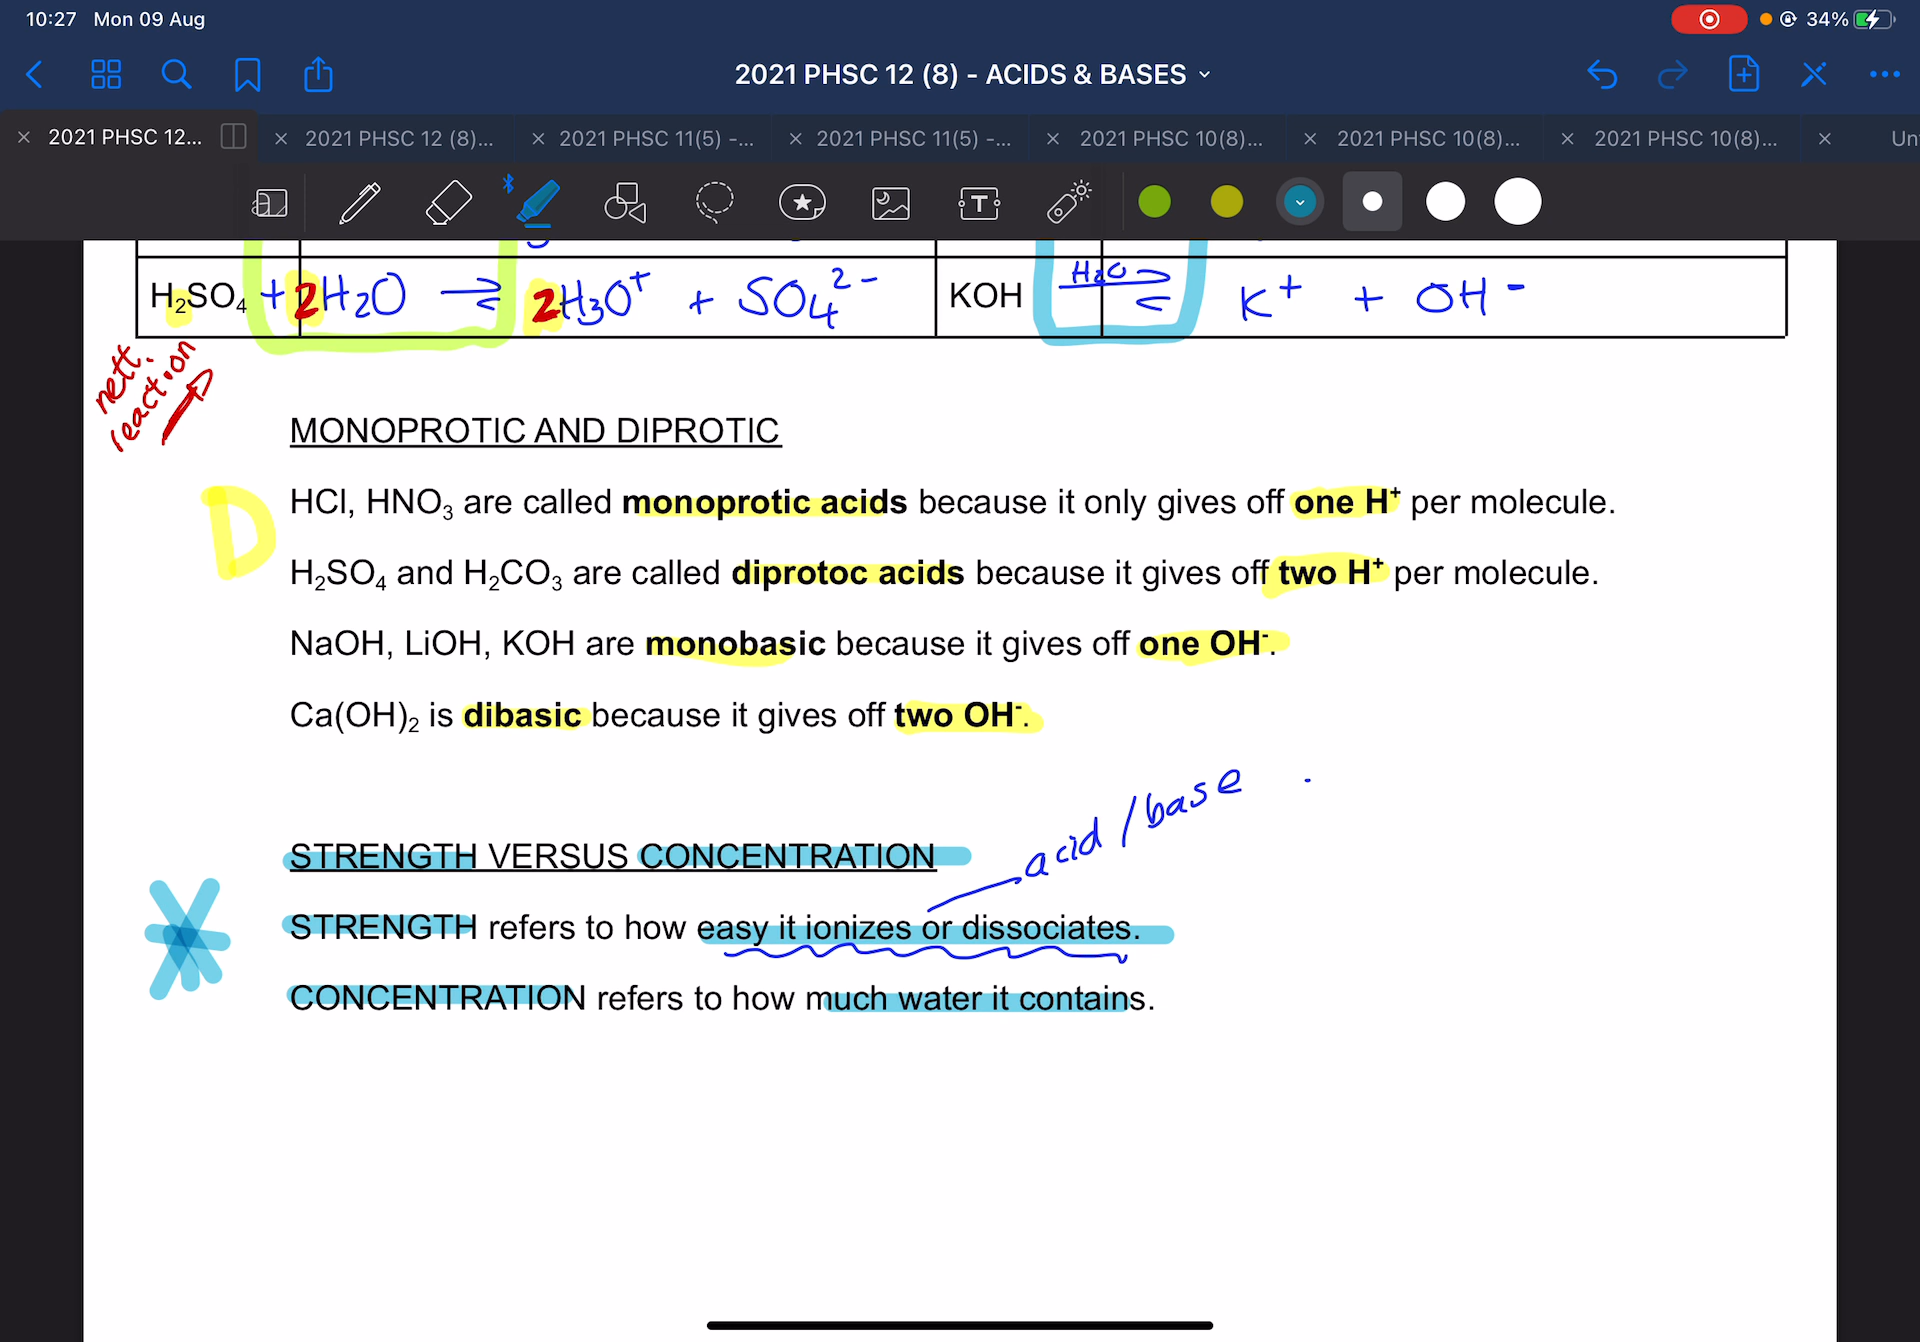 10:27 Mon 09 Aug 34%
2021 PHSC 12 (8) - ACIDS & BASES
2021 PHSC 12... 2021 PHSC 12 (8)... 2021 PHSC 11(5) -... 2021 PHSC 11(5) -... 2021 PHSC 10(8)... 2021 PHSC 10(8)... 2021 PHSC 10(8)... Un
H₂SO₄ + 2H₂O ⇌ 2H₃O⁺ + SO₄²⁻ KOH H₂O ⇌ K⁺ + OH⁻
nett.
reaction
MONOPROTIC AND DIPROTIC
D
HCl, HNO₃ are called monoprotic acids because it only gives off one H⁺ per molecule.
H₂SO₄ and H₂CO₃ are called diprotoc acids because it gives off two H⁺ per molecule.
NaOH, LiOH, KOH are monobasic because it gives off one OH⁻.
Ca(OH)₂ is dibasic because it gives off two OH⁻.
acid / base
STRENGTH VERSUS CONCENTRATION
STRENGTH refers to how easy it ionizes or dissociates.
CONCENTRATION refers to how much water it contains.